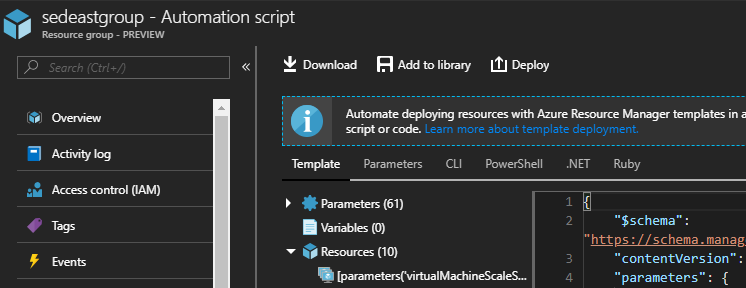 sedeastgroup - Automation script
Resource group - PREVIEW
Search (Ctrl+/)
«
Download
Add to library
Deploy
Overview
Activity log
Access control (IAM)
Tags
Events
Automate deploying resources with Azure Resource Manager templates in a
script or code. Learn more about template deployment.
Template Parameters CLI PowerShell .NET Ruby
Parameters (61)
Variables (0)
Resources (10)
[parameters('virtualMachineScaleS...
1 {
2 "$schema":
"https://schema.manag
3 "contentVersion":
4 "parameters": {